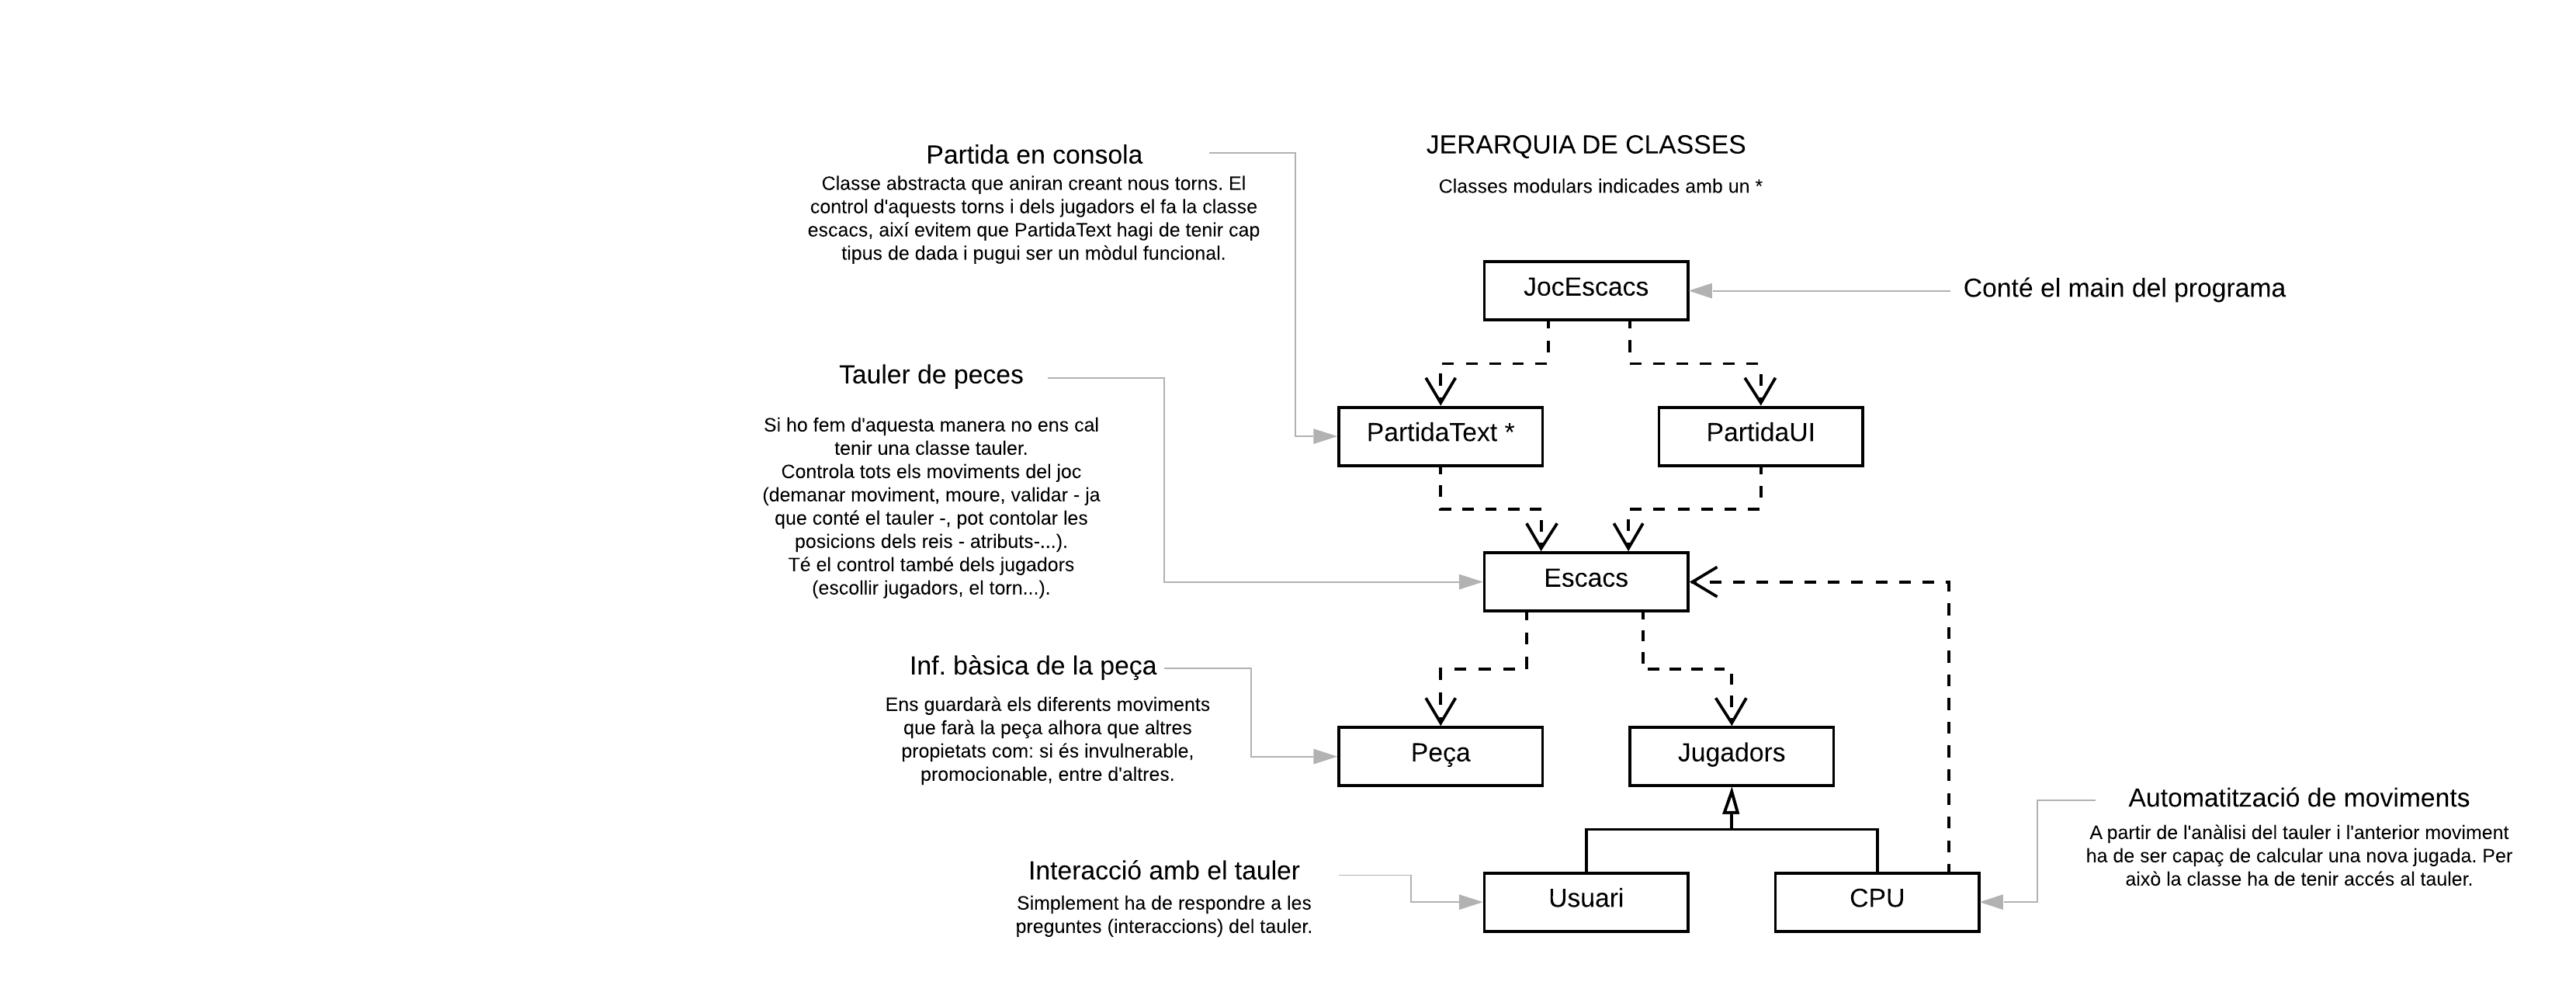 JERARQUIA DE CLASSES
Classes modulars indicades amb un *
Partida en consola
Classe abstracta que aniran creant nous torns. El
control d'aquests torns i dels jugadors el fa la classe
escacs, així evitem que PartidaText hagi de tenir cap
tipus de dada i pugui ser un mòdul funcional.
JocEscacs
Conté el main del programa
Tauler de peces
Si ho fem d'aquesta manera no ens cal
tenir una classe tauler.
Controla tots els moviments del joc
(demanar moviment, moure, validar - ja
que conté el tauler -, pot contolar les
posicions dels reis - atributs-...).
Té el control també dels jugadors
(escollir jugadors, el torn...).
PartidaText *
PartidaUI
Escacs
Inf. bàsica de la peça
Ens guardarà els diferents moviments
que farà la peça alhora que altres
propietats com: si és invulnerable,
promocionable, entre d'altres.
Peça
Jugadors
Interacció amb el tauler
Simplement ha de respondre a les
preguntes (interaccions) del tauler.
Usuari
CPU
Automatització de moviments
A partir de l'anàlisi del tauler i l'anterior moviment
ha de ser capaç de calcular una nova jugada. Per
això la classe ha de tenir accés al tauler.